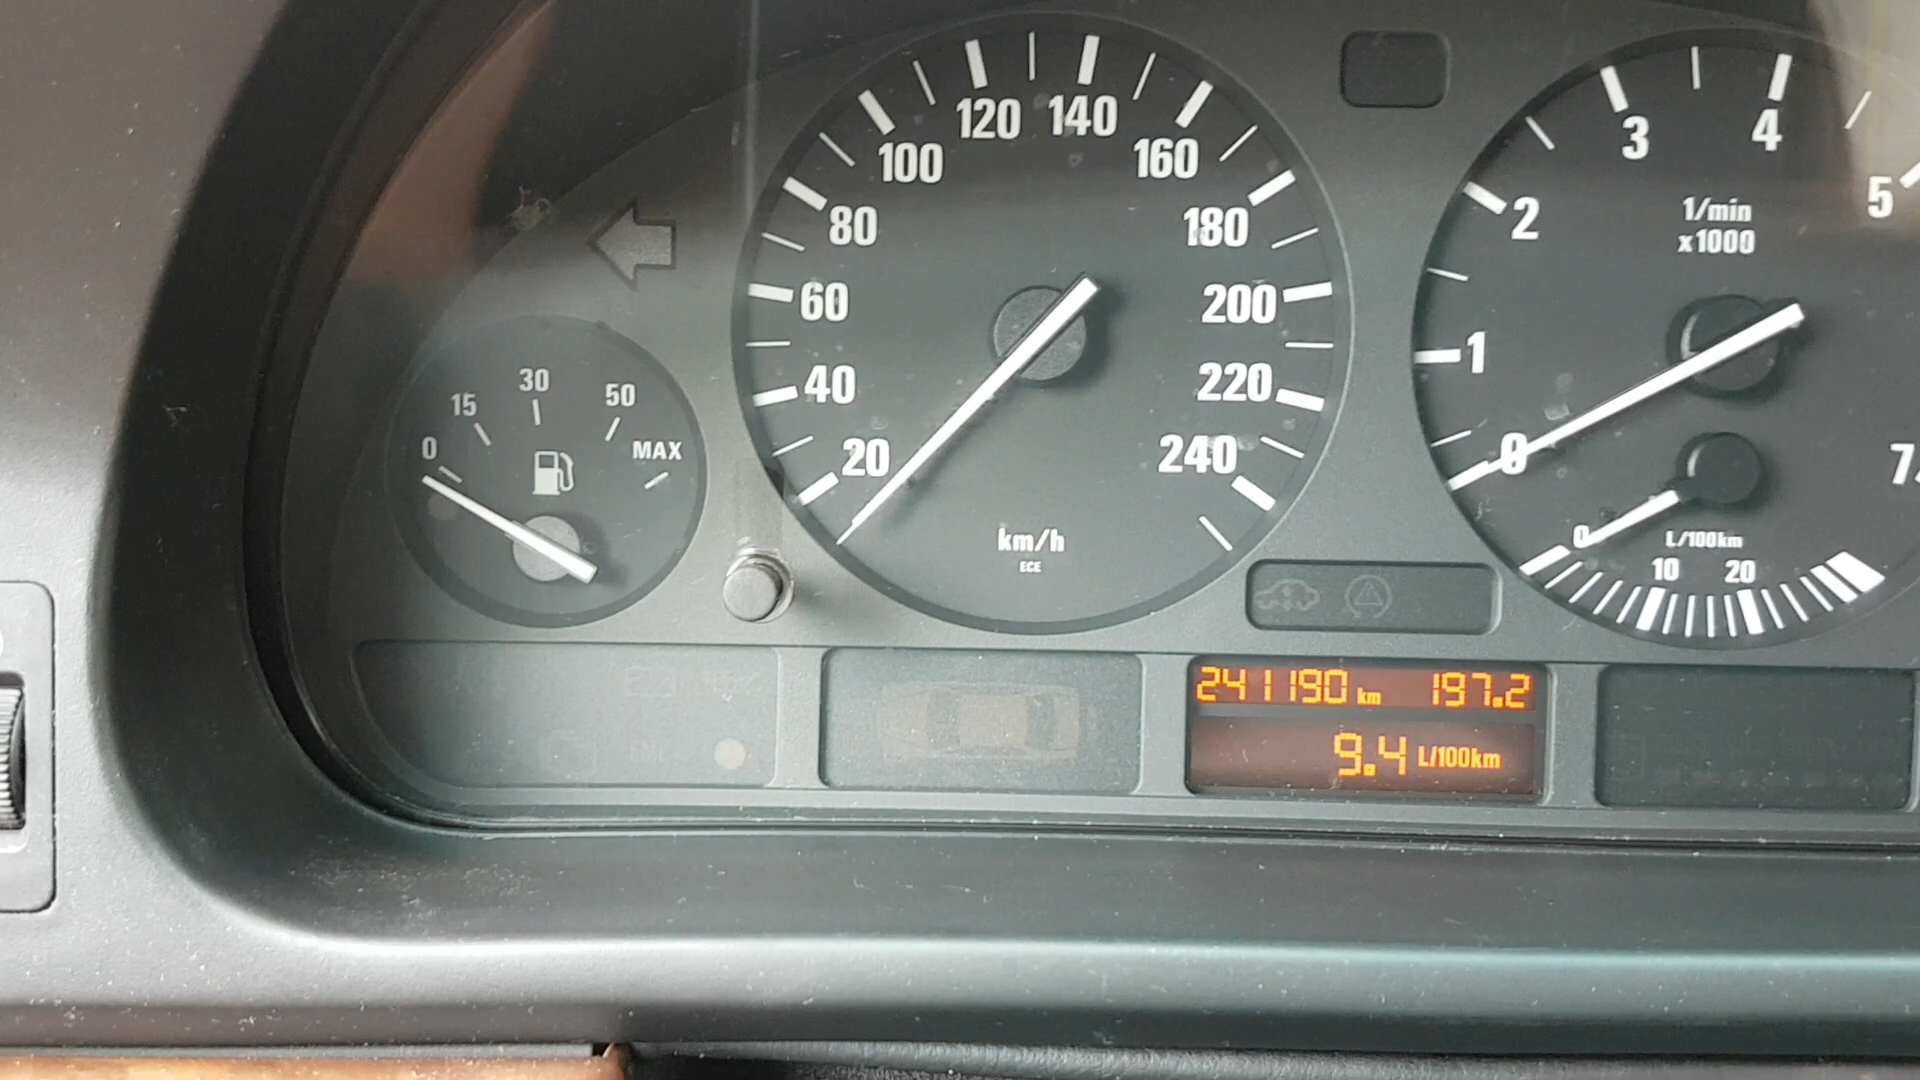 0 15 30 50 MAX
20 40 60 80 100 120 140 160 180 200 220 240
km/h
ECE
0 1 2 3 4 5 7
1/min
x1000
0 10 20
L/100km
241190 km 197.2
9.4 L/100km